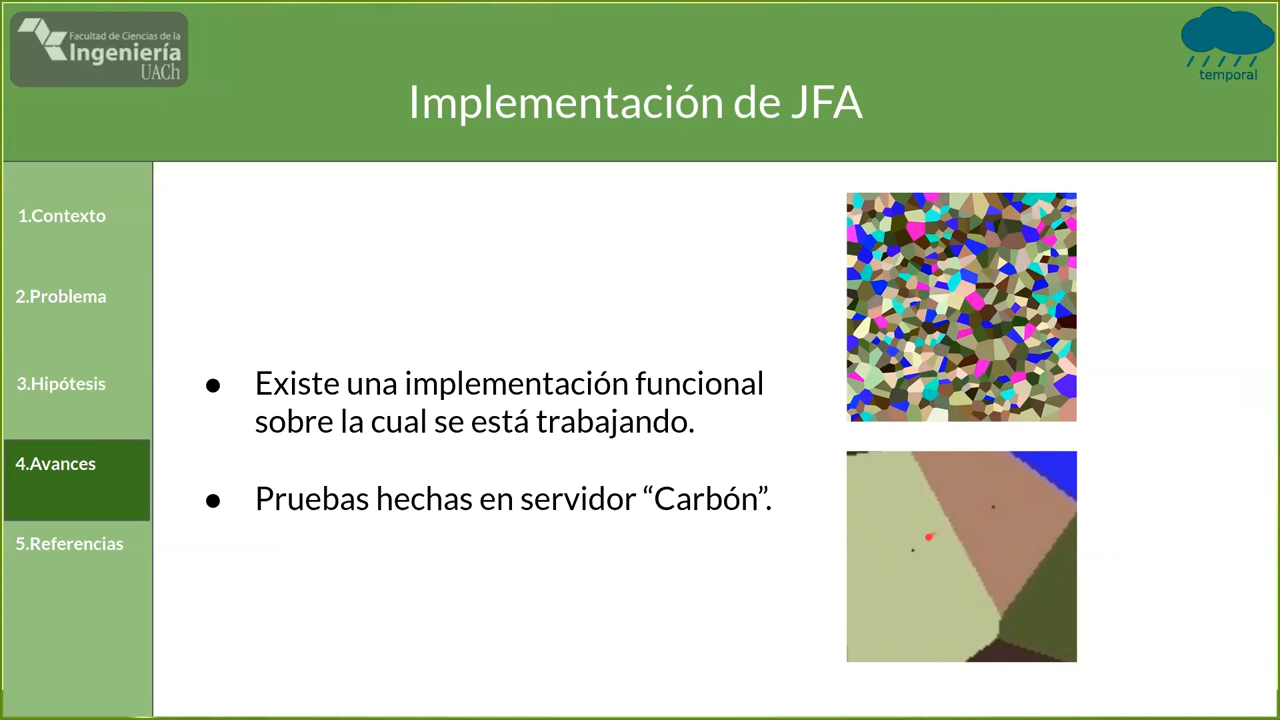 Facultad de Ciencias de la
Ingeniería
UACh
temporal
Implementación de JFA
1.Contexto
2.Problema
3.Hipótesis
4.Avances
5.Referencias
● Existe una implementación funcional
sobre la cual se está trabajando.
● Pruebas hechas en servidor “Carbón”.